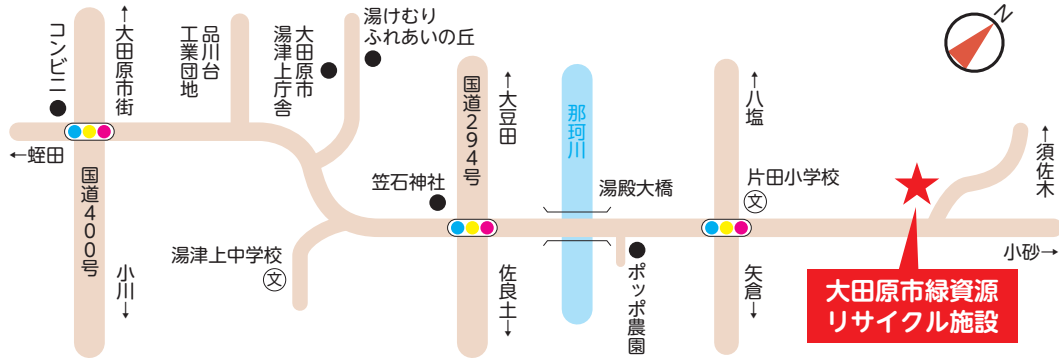 コンビニ
↑大田原市街
品川台
工業団地
大田原市
湯津上庁舎
湯けむり
ふれあいの丘
国道294号
↑大豆田
那珂川
↑八塩
N
←蛭田
国道400号
小川↓
笠石神社
湯殿大橋
片田小学校
文
↑須佐木
湯津上中学校
文
佐良土↓
ポッポ農園
矢倉↓
小砂→
大田原市緑資源
リサイクル施設